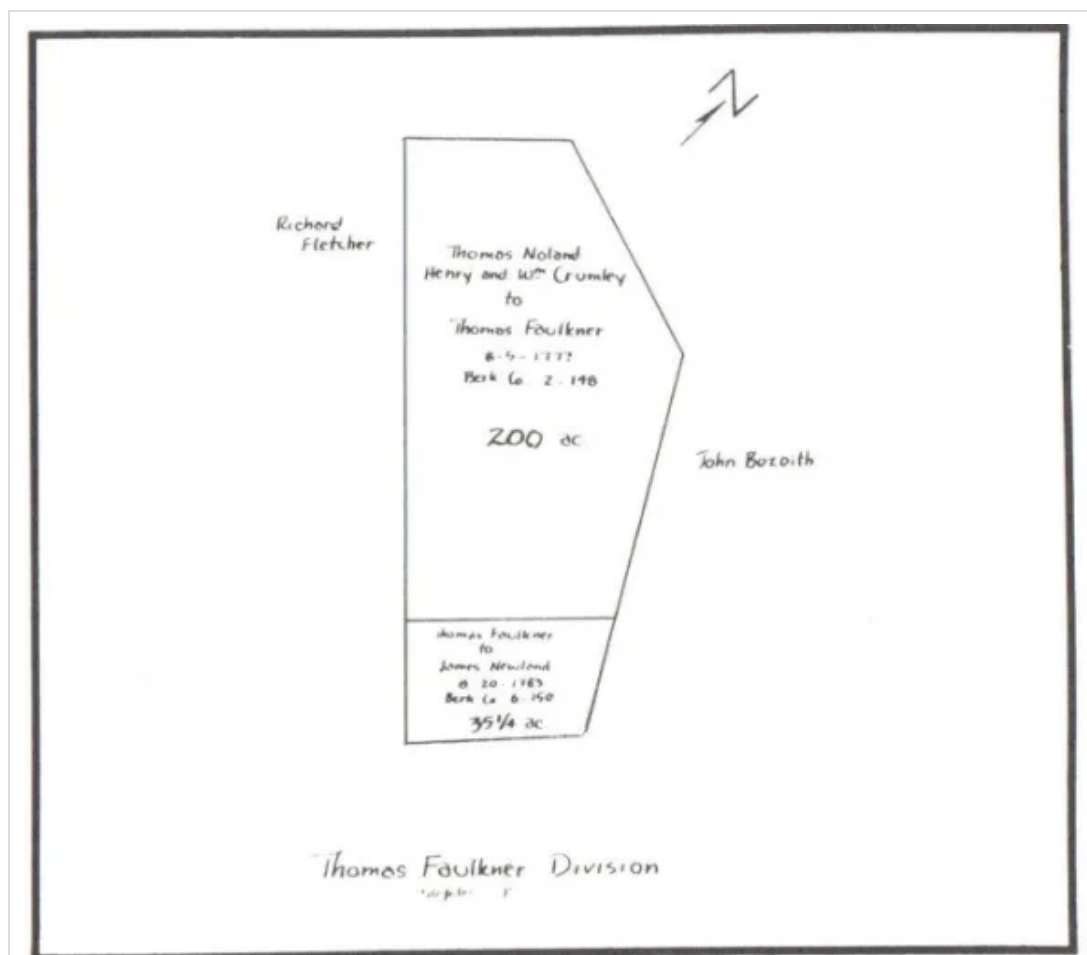 N
Richard
Fletcher
Thomas Noland
Henry and Wm Crumley
to
Thomas Faulkner
Berk Co. 2-148
200 ac
John Bozoith
Thomas Faulkner
to
James Newland
8 20-1783
Berk Co 6-150
35 1/4 ac.
Thomas Faulkner Division